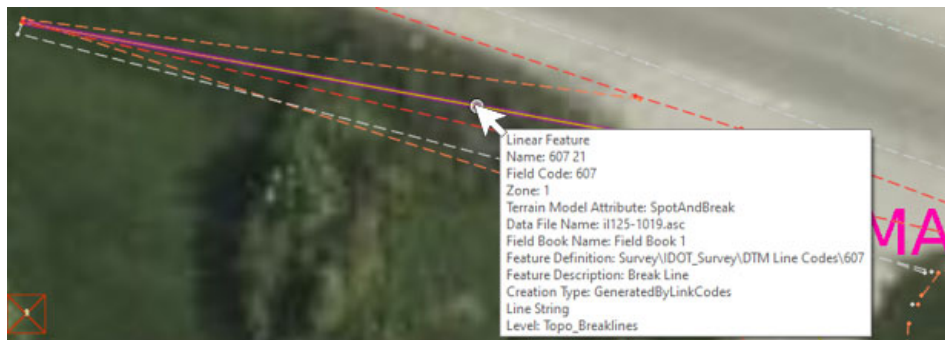 Linear Feature
Name: 607 21
Field Code: 607
Zone: 1
Terrain Model Attribute: SpotAndBreak
Data File Name: il125-1019.asc
Field Book Name: Field Book 1
Feature Definition: Survey\IDOT_Survey\DTM Line Codes\607
Feature Description: Break Line
Creation Type: GeneratedByLinkCodes
Line String
Level: Topo_Breaklines
MA